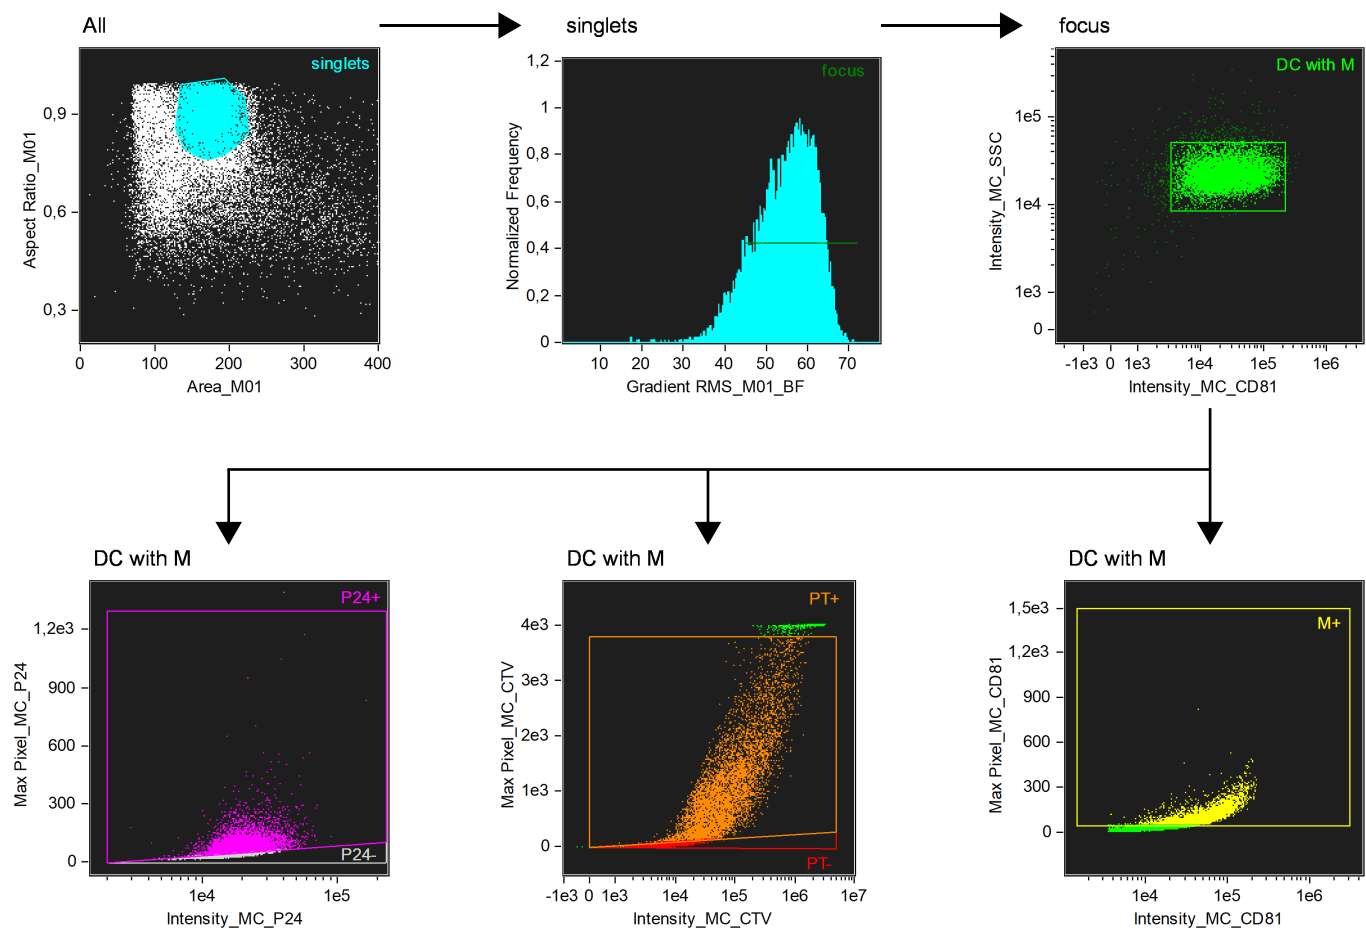 All
singlets
focus
singlets
0,9
0,6
0,3
0
100
200
300
400
Aspect Ratio_M01
Area_M01
focus
1,2
1
0,8
0,6
0,4
0,2
0
10
20
30
40
50
60
70
Normalized Frequency
Gradient RMS_M01_BF
DC with M
1e5
1e4
1e3
0
-1e3
0
1e3
1e4
1e5
1e6
Intensity_MC_SSC
Intensity_MC_CD81
DC with M
DC with M
DC with M
P24+
P24-
1,2e3
900
600
300
0
1e4
1e5
Max Pixel_MC_P24
Intensity_MC_P24
PT+
PT-
4e3
3e3
2e3
1e3
0
-1e3
0
1e3
1e4
1e5
1e6
1e7
Max Pixel_MC_CTV
Intensity_MC_CTV
M+
1,5e3
1,2e3
900
600
300
0
1e4
1e5
1e6
Max Pixel_MC_CD81
Intensity_MC_CD81